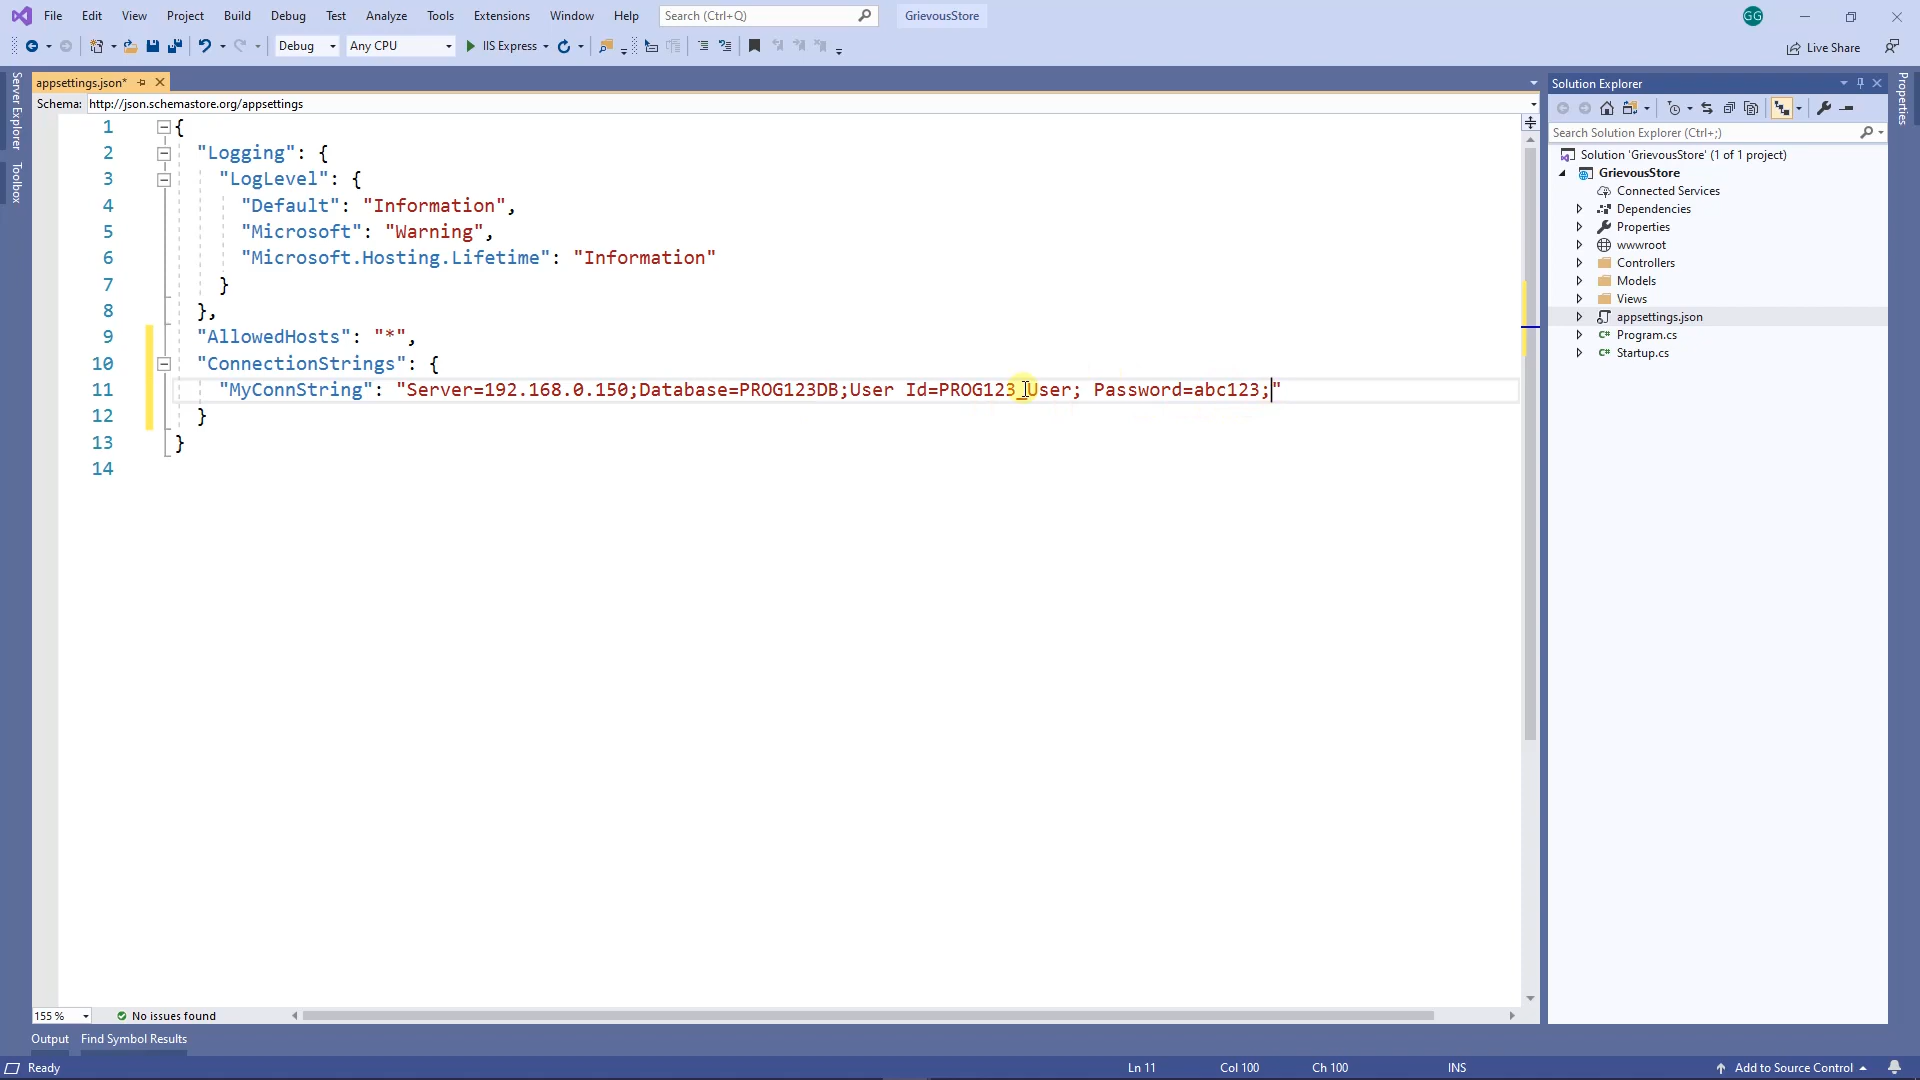 File Edit View Project Build Debug Test Analyze Tools Extensions Window Help Search (Ctrl+Q) GrievousStore GG
Debug Any CPU IIS Express Live Share
Server Explorer
Toolbox
appsettings.json*
Schema: http://json.schemastore.org/appsettings
1 {
2 "Logging": {
3 "LogLevel": {
4 "Default": "Information",
5 "Microsoft": "Warning",
6 "Microsoft.Hosting.Lifetime": "Information"
7 }
8 },
9 "AllowedHosts": "*",
10 "ConnectionStrings": {
11 "MyConnString": "Server=192.168.0.150;Database=PROG123DB;User Id=PROG123_User; Password=abc123;"
12 }
13 }
14
155 % No issues found
Solution Explorer
Search Solution Explorer (Ctrl+;)
Solution 'GrievousStore' (1 of 1 project)
GrievousStore
Connected Services
Dependencies
Properties
wwwroot
Controllers
Models
Views
appsettings.json
Program.cs
Startup.cs
Properties
Output Find Symbol Results
Ready Ln 11 Col 100 Ch 100 INS Add to Source Control